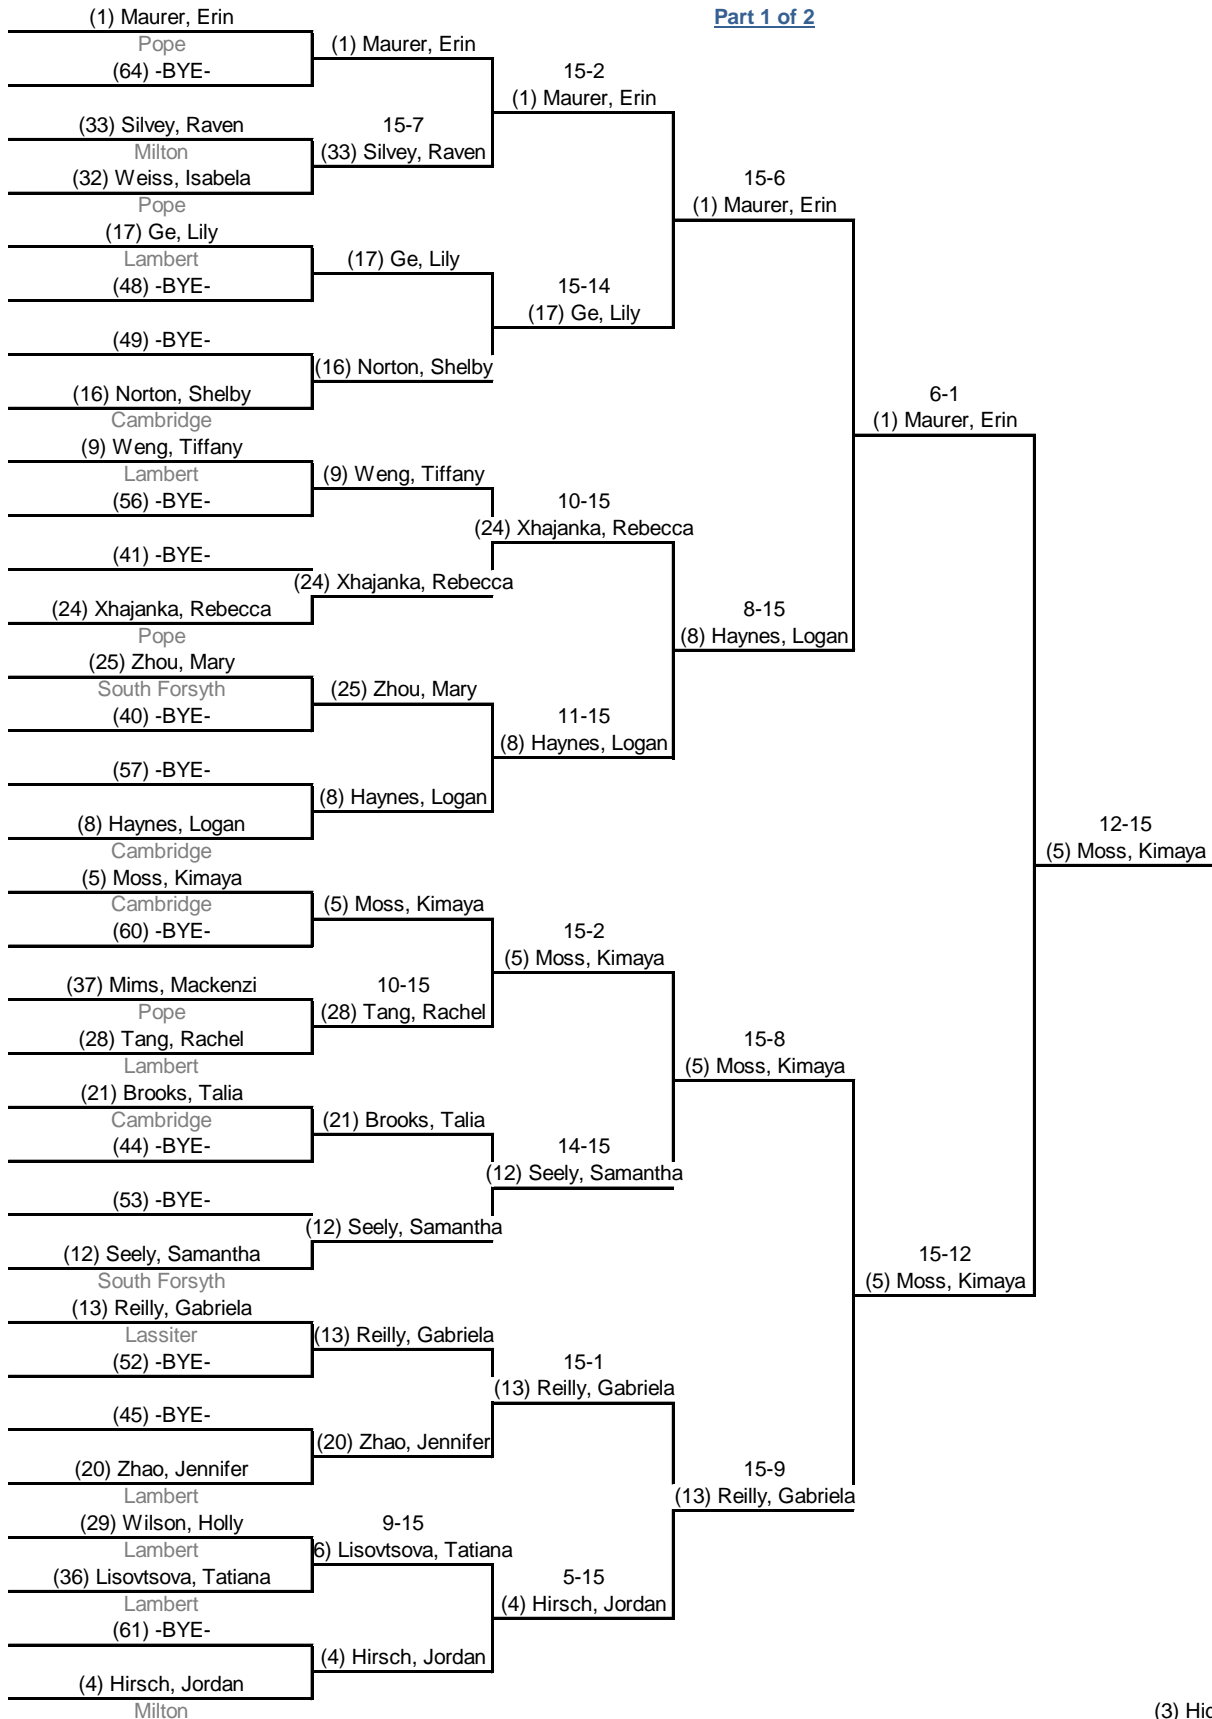 Part 1 of 2
(1) Maurer, Erin
Pope
(64) -BYE-
(33) Silvey, Raven
Milton
(32) Weiss, Isabela
Pope
(17) Ge, Lily
Lambert
(48) -BYE-
(49) -BYE-
(16) Norton, Shelby
Cambridge
(9) Weng, Tiffany
Lambert
(56) -BYE-
(41) -BYE-
(24) Xhajanka, Rebecca
Pope
(25) Zhou, Mary
South Forsyth
(40) -BYE-
(57) -BYE-
(8) Haynes, Logan
Cambridge
(5) Moss, Kimaya
Cambridge
(60) -BYE-
(37) Mims, Mackenzi
Pope
(28) Tang, Rachel
Lambert
(21) Brooks, Talia
Cambridge
(44) -BYE-
(53) -BYE-
(12) Seely, Samantha
South Forsyth
(13) Reilly, Gabriela
Lassiter
(52) -BYE-
(45) -BYE-
(20) Zhao, Jennifer
Lambert
(29) Wilson, Holly
Lambert
(36) Lisovtsova, Tatiana
Lambert
(61) -BYE-
(4) Hirsch, Jordan
Milton
(1) Maurer, Erin
15-7
(33) Silvey, Raven
(17) Ge, Lily
(16) Norton, Shelby
(9) Weng, Tiffany
(24) Xhajanka, Rebecca
(25) Zhou, Mary
(8) Haynes, Logan
(5) Moss, Kimaya
10-15
(28) Tang, Rachel
(21) Brooks, Talia
(12) Seely, Samantha
(13) Reilly, Gabriela
(20) Zhao, Jennifer
9-15
6) Lisovtsova, Tatiana
(4) Hirsch, Jordan
15-2
(1) Maurer, Erin
15-14
(17) Ge, Lily
10-15
(24) Xhajanka, Rebecca
11-15
(8) Haynes, Logan
15-2
(5) Moss, Kimaya
14-15
(12) Seely, Samantha
15-1
(13) Reilly, Gabriela
5-15
(4) Hirsch, Jordan
15-6
(1) Maurer, Erin
8-15
(8) Haynes, Logan
15-8
(5) Moss, Kimaya
15-9
(13) Reilly, Gabriela
6-1
(1) Maurer, Erin
15-12
(5) Moss, Kimaya
12-15
(5) Moss, Kimaya
(3)